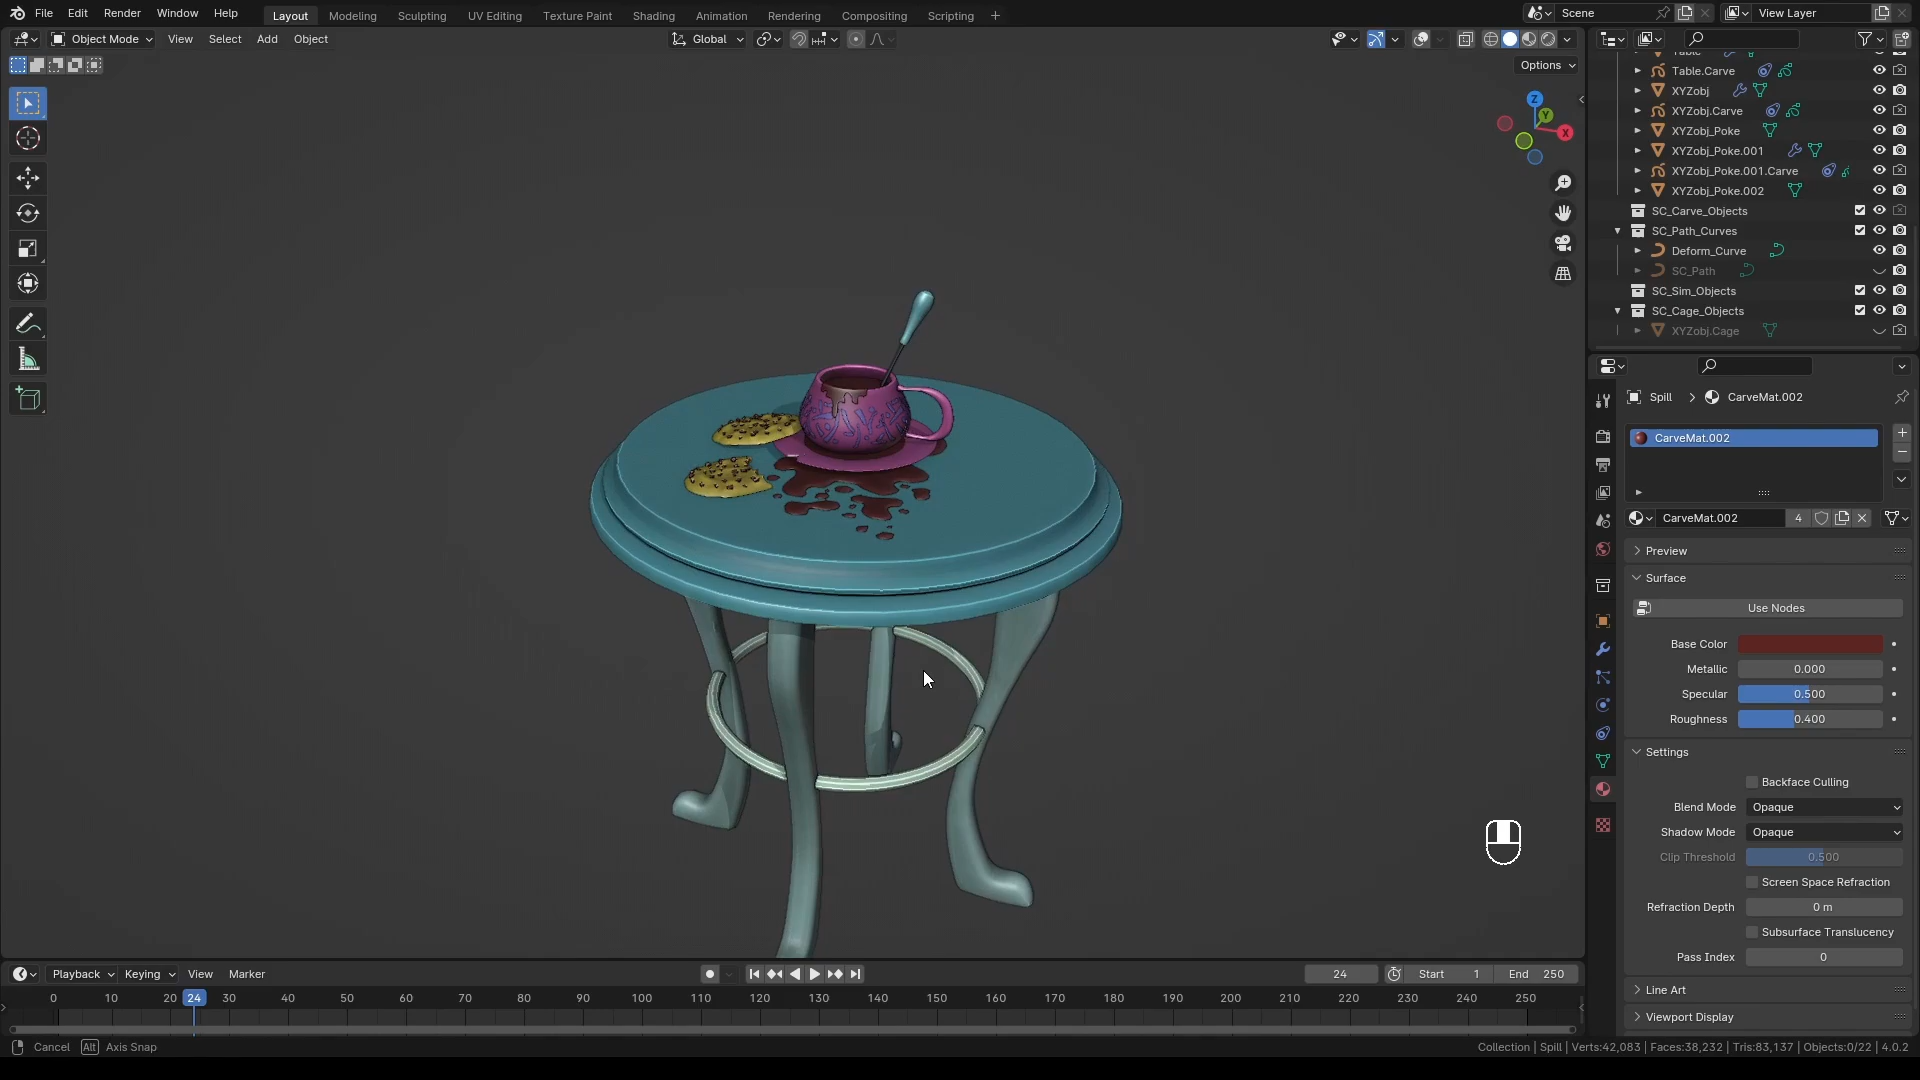 File Edit Render Window Help
Layout Modeling Sculpting UV Editing Texture Paint Shading Animation Rendering Compositing Scripting +
Scene View Layer
Object Mode View Select Add Object
Global
Options
Z
Y
X
Table
Table.Carve
XYZobj
XYZobj.Carve
XYZobj_Poke
XYZobj_Poke.001
XYZobj_Poke.001.Carve
XYZobj_Poke.002
SC_Carve_Objects
SC_Path_Curves
Deform_Curve
SC_Path
SC_Sim_Objects
SC_Cage_Objects
XYZobj.Cage
Spill > CarveMat.002
CarveMat.002
CarveMat.002 4
Preview
Surface
Use Nodes
Base Color
Metallic 0.000
Specular 0.500
Roughness 0.400
Settings
Backface Culling
Blend Mode Opaque
Shadow Mode Opaque
Clip Threshold 0.500
Screen Space Refraction
Refraction Depth 0 m
Subsurface Translucency
Pass Index 0
Line Art
Viewport Display
Playback Keying View Marker
24 Start 1 End 250
0 10 20 24 30 40 50 60 70 80 90 100 110 120 130 140 150 160 170 180 190 200 210 220 230 240 250
Cancel Alt Axis Snap
Collection | Spill | Verts:42,083 | Faces:38,232 | Tris:83,137 | Objects:0/22 | 4.0.2